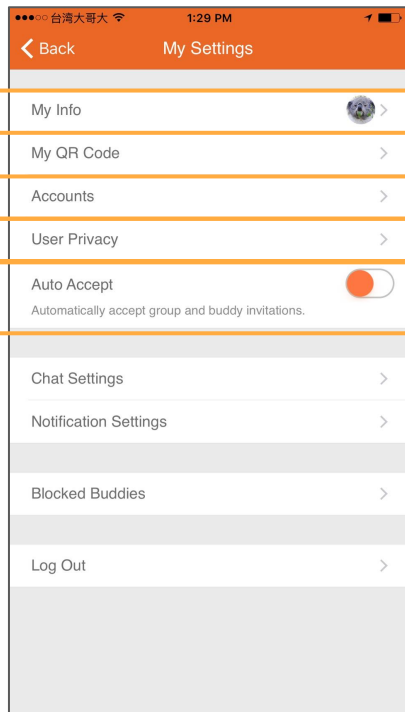 台湾大哥大
1:29 PM
Back
My Settings
My Info
My QR Code
Accounts
User Privacy
Auto Accept
Automatically accept group and buddy invitations.
Chat Settings
Notification Settings
Blocked Buddies
Log Out